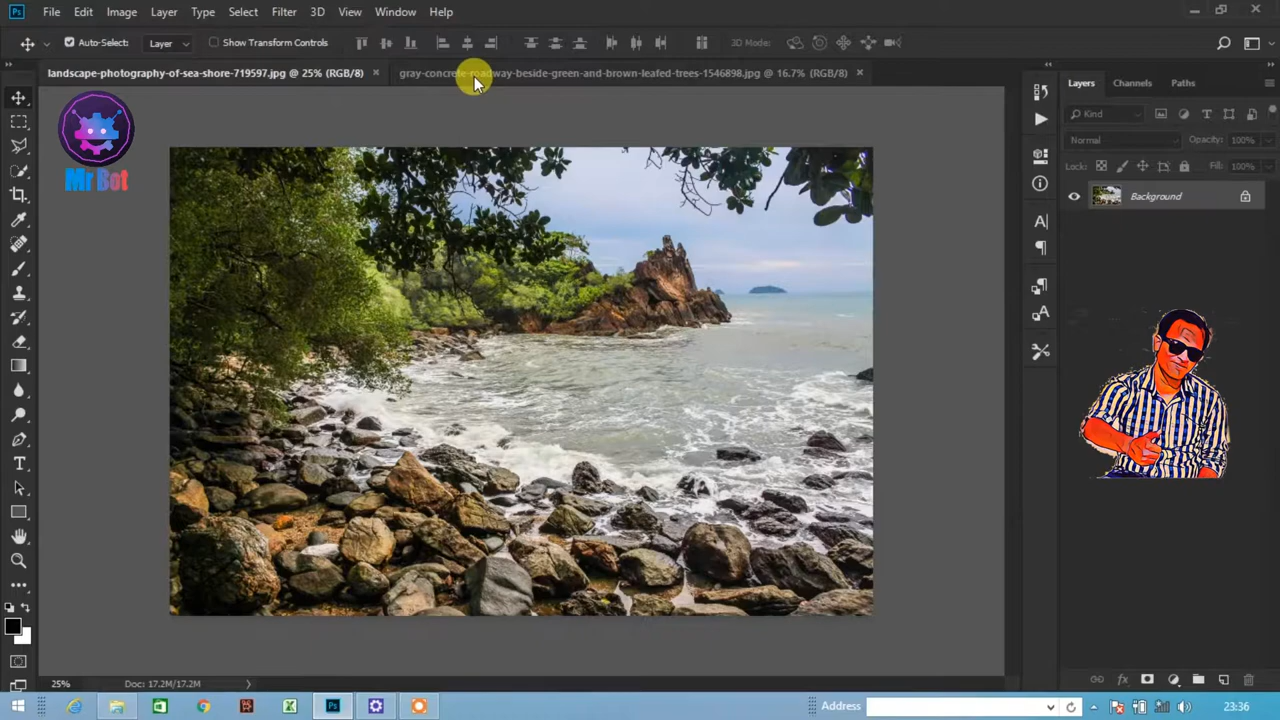 Ps File Edit Image Layer Type Select Filter 3D View Window Help
Auto-Select: Layer Show Transform Controls 3D Mode:
landscape-photography-of-sea-shore-719597.jpg @ 25% (RGB/8) × gray-concrete-roadway-beside-green-and-brown-leafed-trees-1546898.jpg @ 16.7% (RGB/8) ×
Layers Channels Paths
Kind
Normal Opacity: 100%
Lock: Fill: 100%
Background
Mr Bot
25% Doc: 17.2M/17.2M
Ps Address 23:36